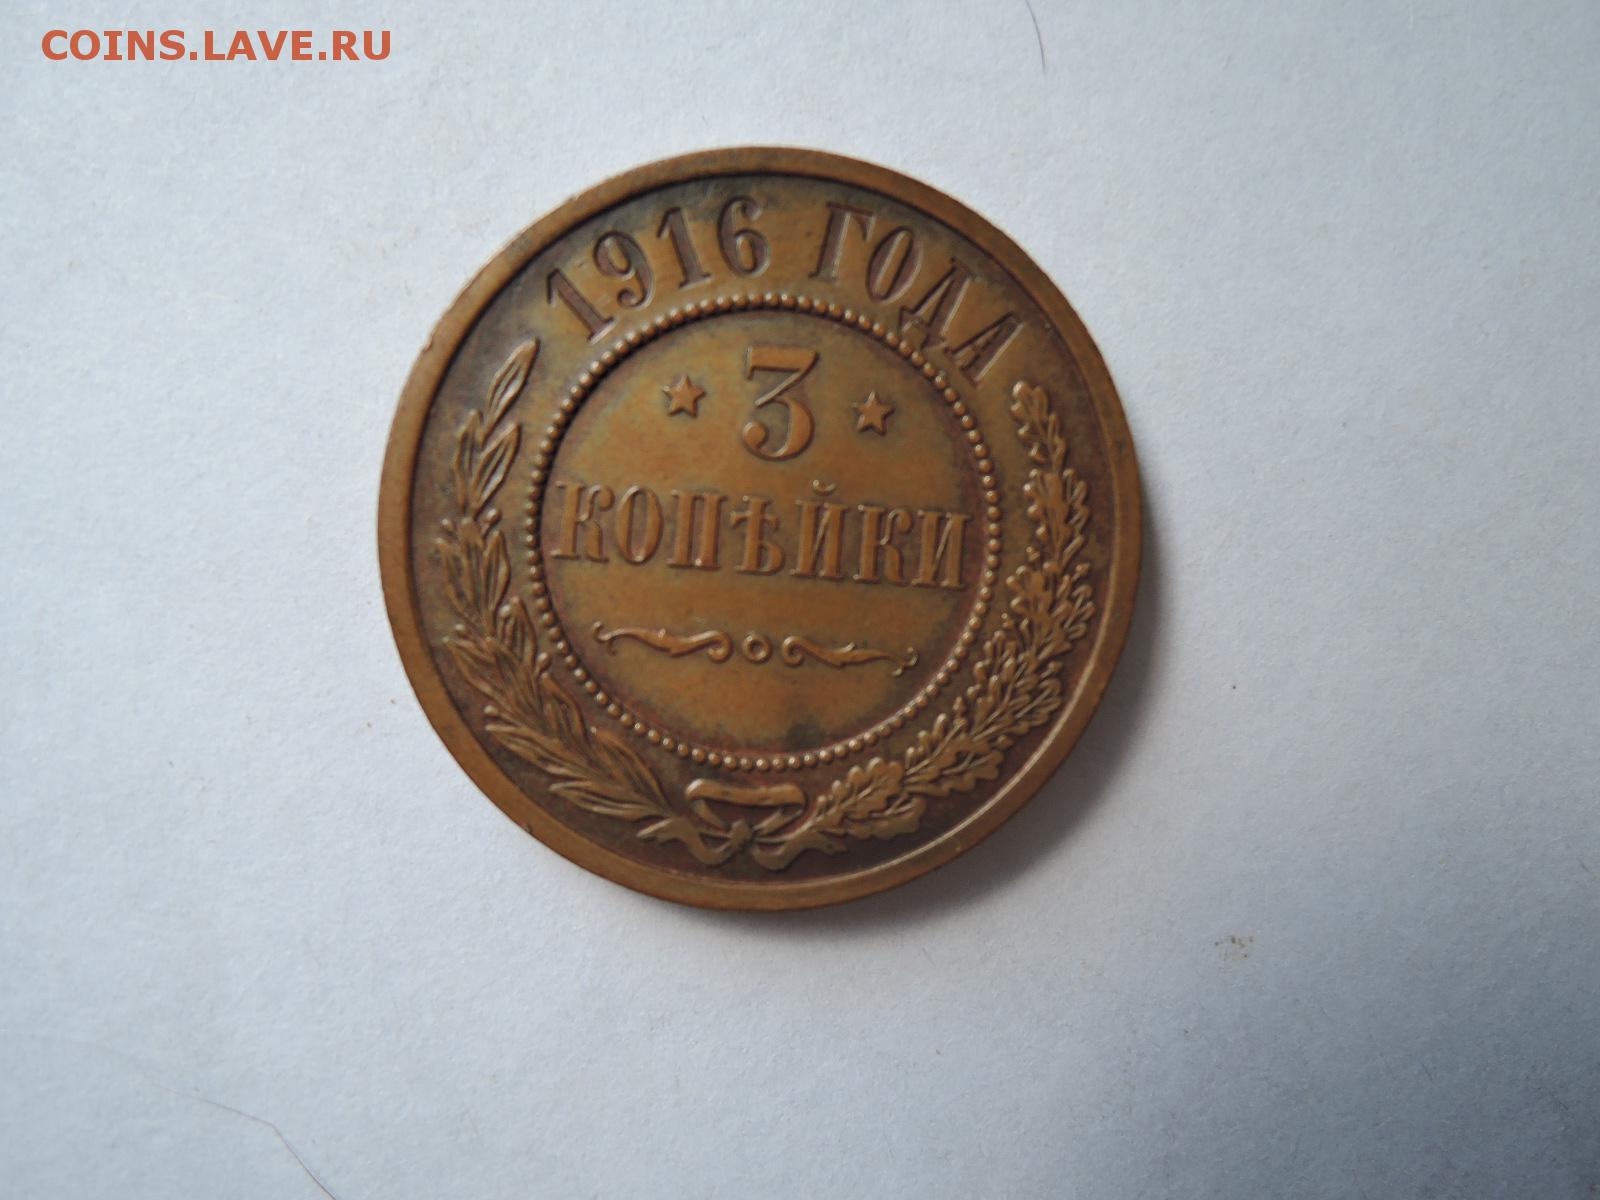 COINS.LAVE.RU
1916 ГОДА
3
КОПѢЙКИ